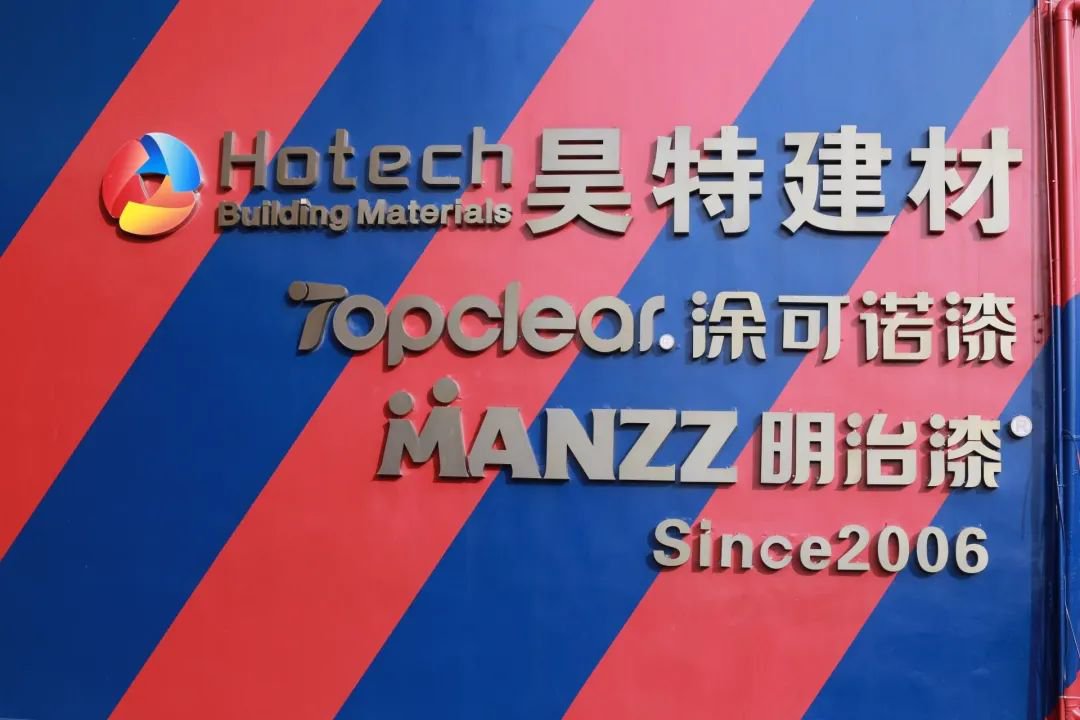 Hotech Building Materials 昊特建材
Topclear. 涂可诺漆
MANZZ 明治漆®
Since2006